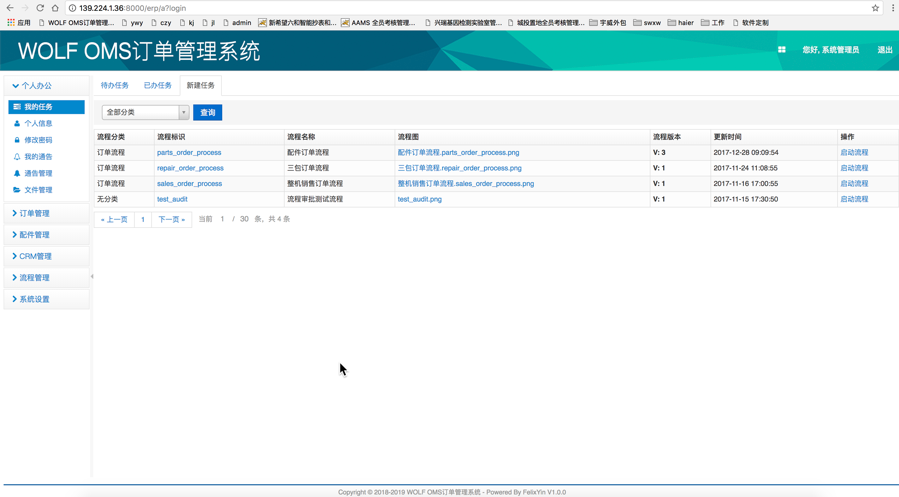 139.224.1.36:8000/erp/a?login
应用 WOLF OMS订单管理... ywy czy kj jl admin 新希望六和智能抄表和... AAMS 全员考核管理... 兴瑞基因检测实验室管... 城投置地全员考核管理... 宇威外包 swxw haier 工作 软件定制
WOLF OMS订单管理系统
您好, 系统管理员 退出
个人办公
我的任务
个人信息
修改密码
我的通告
通告管理
文件管理
订单管理
配件管理
CRM管理
流程管理
系统设置
待办任务 已办任务 新建任务
全部分类 查询
流程分类 流程标识 流程名称 流程图 流程版本 更新时间 操作
订单流程 parts_order_process 配件订单流程 配件订单流程.parts_order_process.png V: 3 2017-12-28 09:09:54 启动流程
订单流程 repair_order_process 三包订单流程 三包订单流程.repair_order_process.png V: 1 2017-11-24 11:08:55 启动流程
订单流程 sales_order_process 整机销售订单流程 整机销售订单流程.sales_order_process.png V: 1 2017-11-16 17:00:55 启动流程
无分类 test_audit 流程审批测试流程 test_audit.png V: 1 2017-11-15 17:30:50 启动流程
« 上一页 1 下一页 » 当前 1 / 30 条，共 4 条
Copyright © 2018-2019 WOLF OMS订单管理系统 - Powered By FelixYin V1.0.0